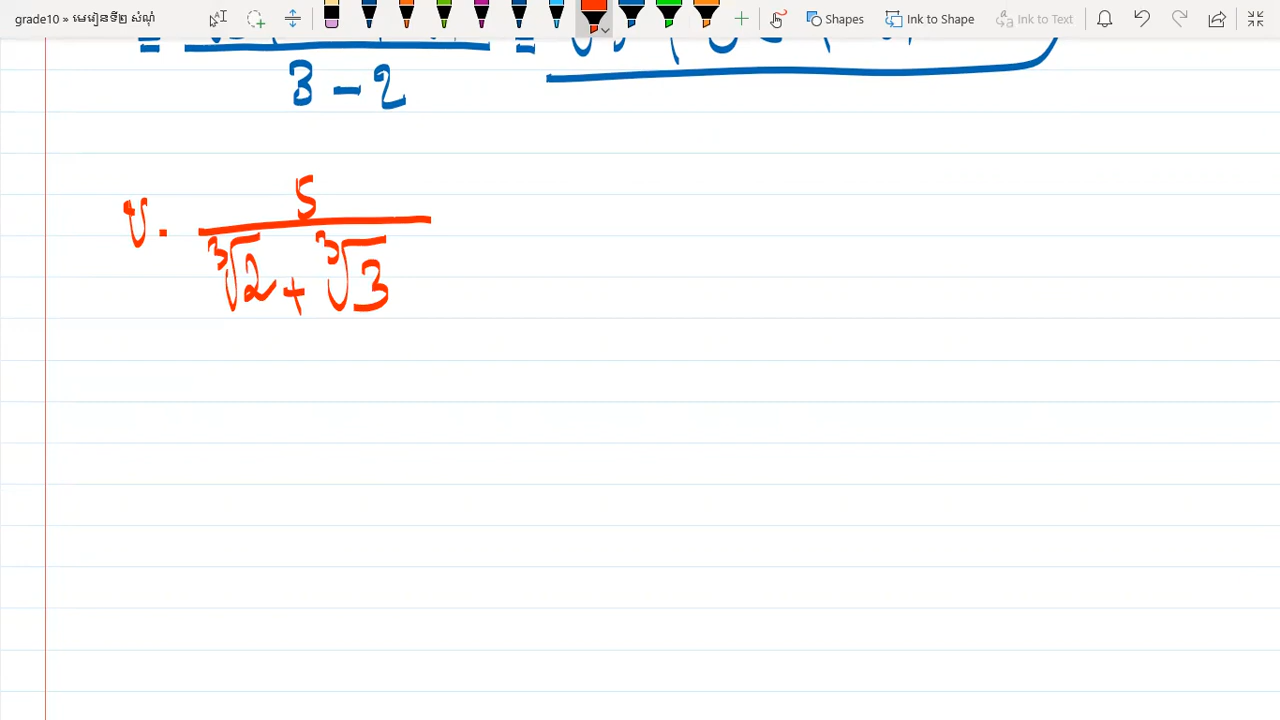 grade10 » មេរៀនទី២ សំណុំ
Shapes Ink to Shape Ink to Text
3 - 2
ប. 5
∛2 + ∛3